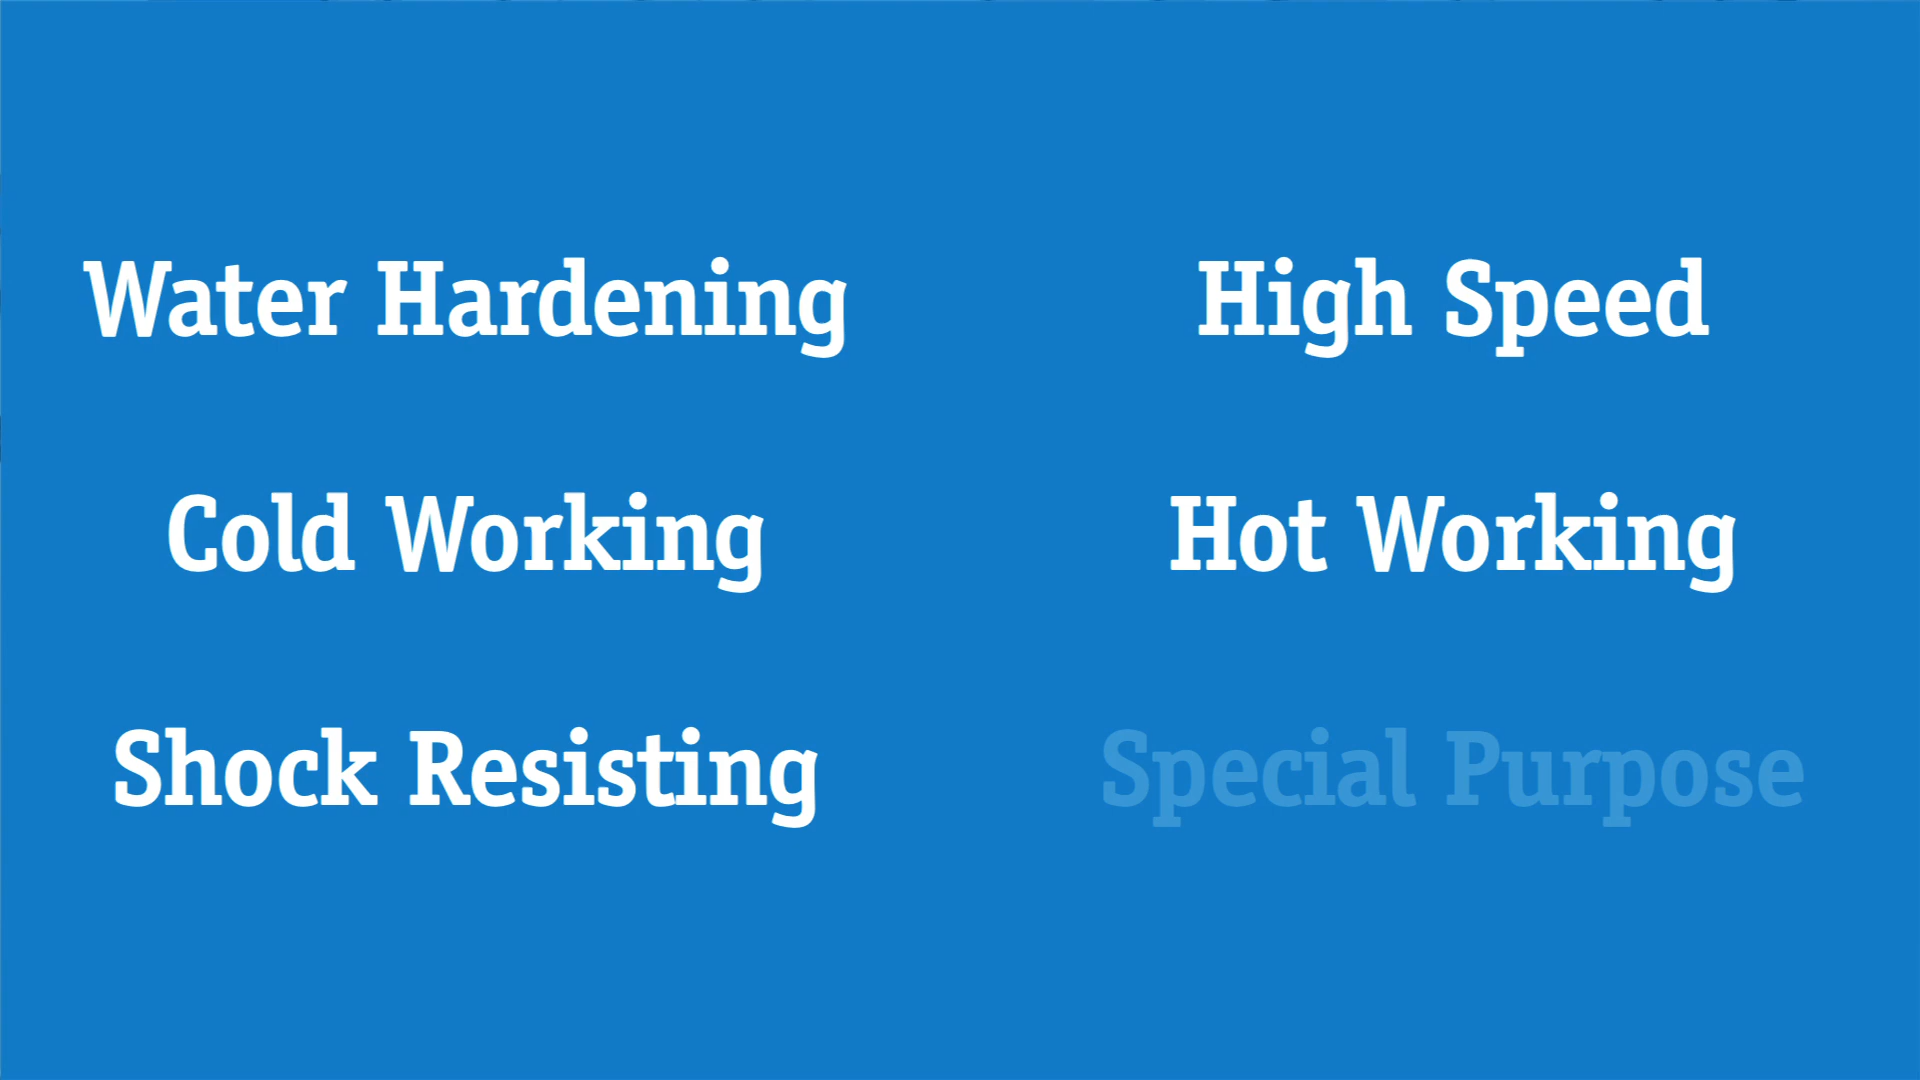 Water Hardening
High Speed
Cold Working
Hot Working
Shock Resisting
Special Purpose